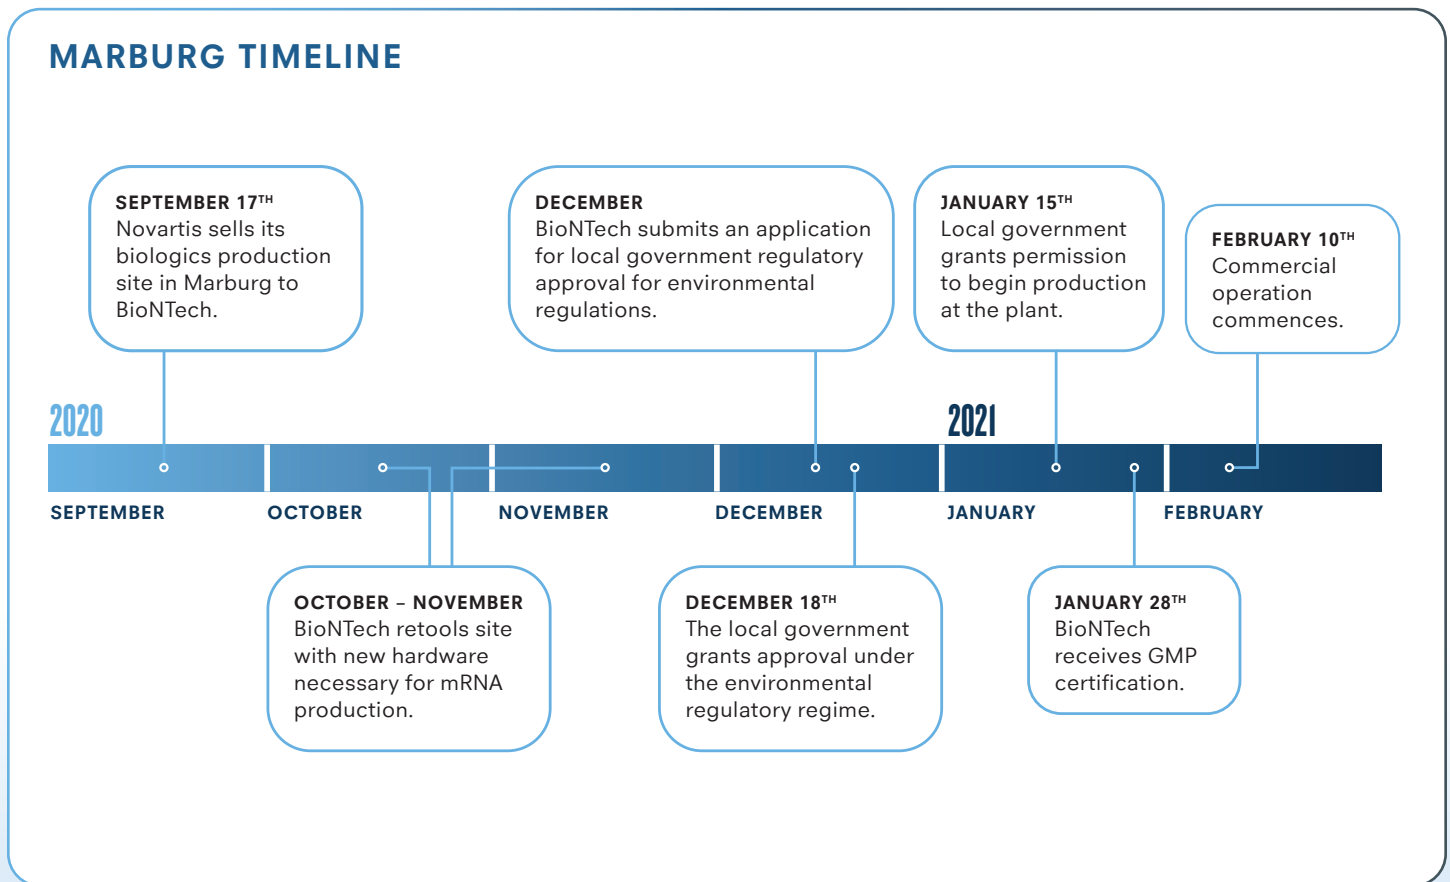 MARBURG TIMELINE
SEPTEMBER 17TH
Novartis sells its
biologics production
site in Marburg to
BioNTech.
DECEMBER
BioNTech submits an application
for local government regulatory
approval for environmental
regulations.
JANUARY 15TH
Local government
grants permission
to begin production
at the plant.
FEBRUARY 10TH
Commercial
operation
commences.
2020
2021
SEPTEMBER
OCTOBER
NOVEMBER
DECEMBER
JANUARY
FEBRUARY
OCTOBER – NOVEMBER
BioNTech retools site
with new hardware
necessary for mRNA
production.
DECEMBER 18TH
The local government
grants approval under
the environmental
regulatory regime.
JANUARY 28TH
BioNTech
receives GMP
certification.